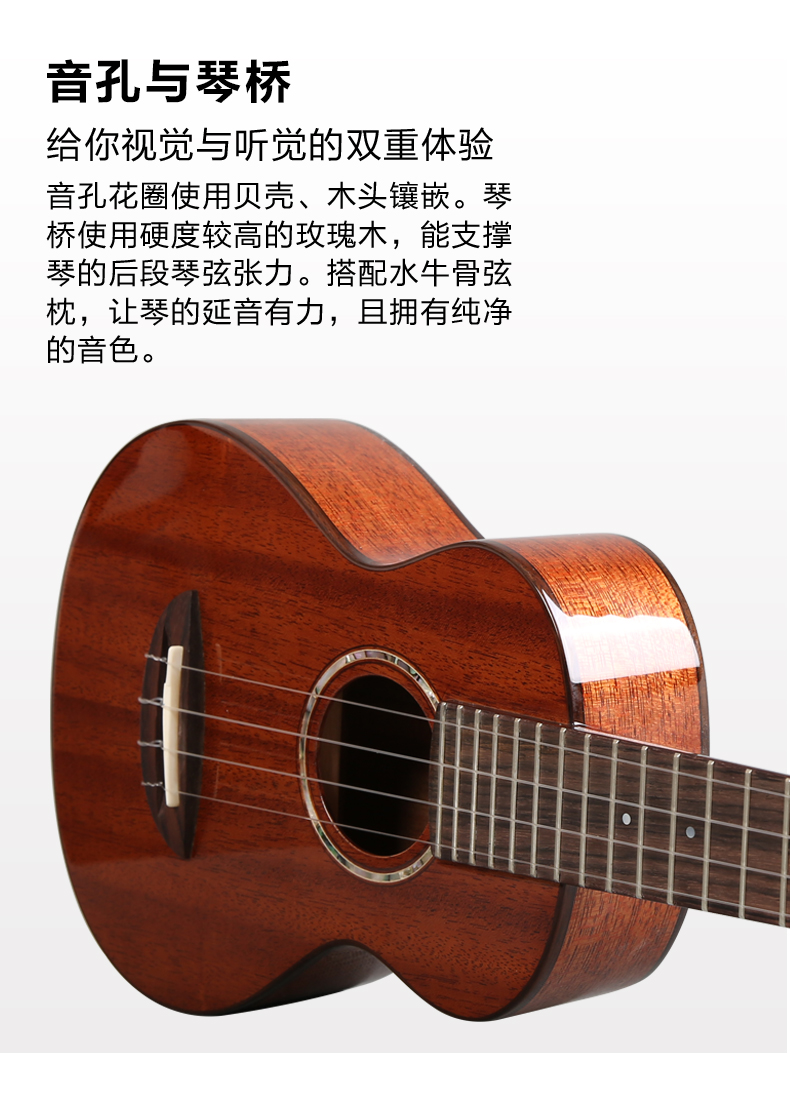 音孔与琴桥
给你视觉与听觉的双重体验
音孔花圈使用贝壳、木头镶嵌。琴
桥使用硬度较高的玫瑰木，能支撑
琴的后段琴弦张力。搭配水牛骨弦
枕，让琴的延音有力，且拥有纯净
的音色。